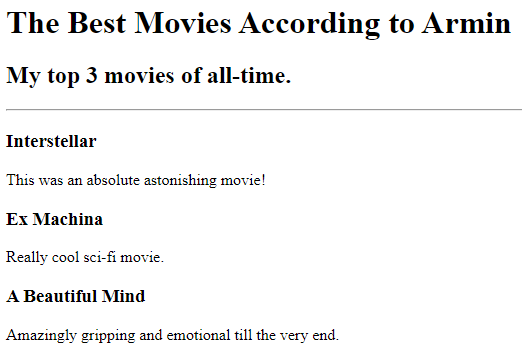 The Best Movies According to Armin
My top 3 movies of all-time.
Interstellar
This was an absolute astonishing movie!
Ex Machina
Really cool sci-fi movie.
A Beautiful Mind
Amazingly gripping and emotional till the very end.